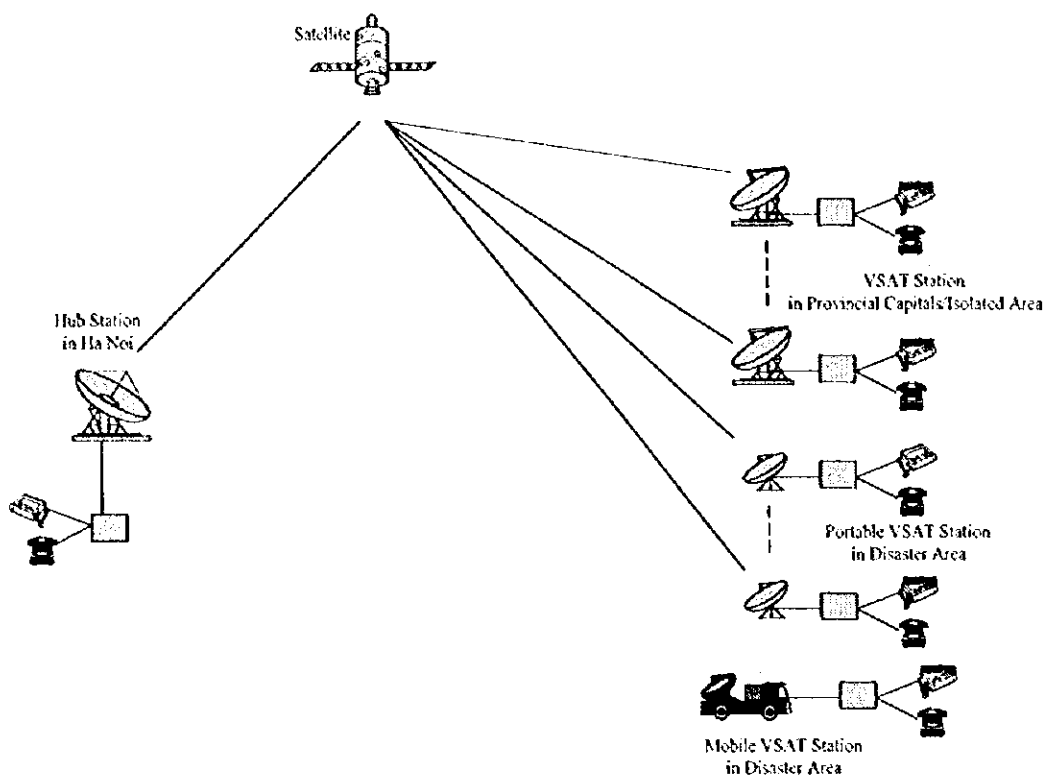 Satellite
Hub Station
in Ha Noi
VSAT Station
in Provincial Capitals/Isolated Area
Portable VSAT Station
in Disaster Area
Mobile VSAT Station
in Disaster Area